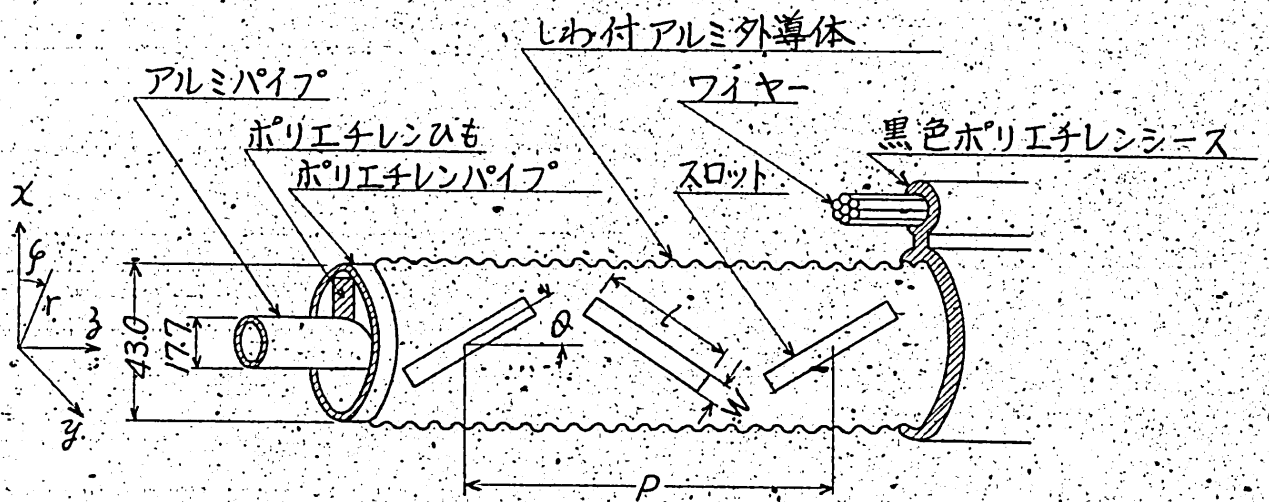 しわ付アルミ外導体
アルミパイプ
ワイヤー
ポリエチレンひも
黒色ポリエチレンシース
ポリエチレンパイプ
スロット
x
φ
r
z
y
43.0
17.7
θ
l
W
P